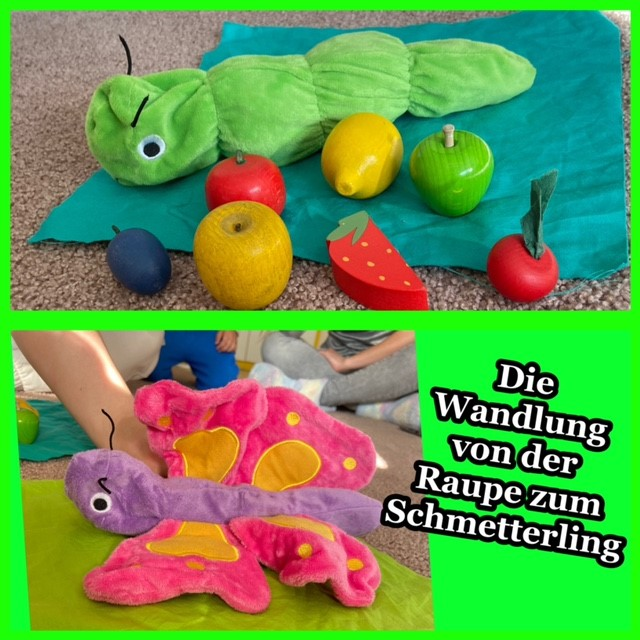 Die
Wandlung
von der
Raupe zum
Schmetterling